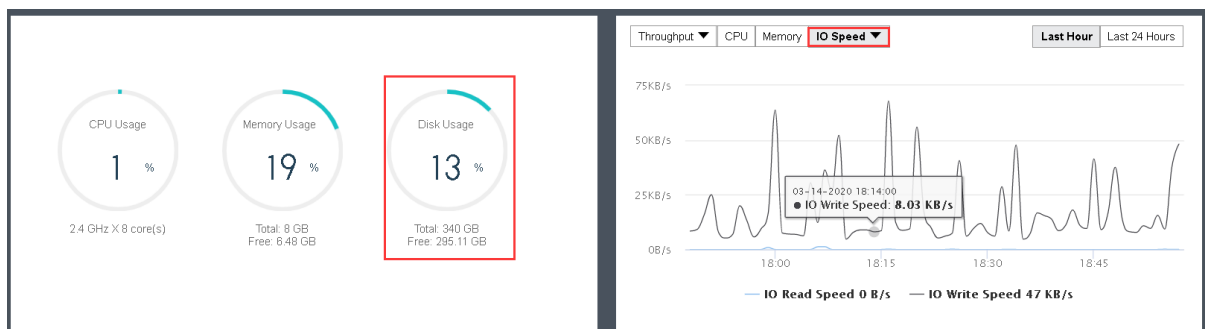 CPU Usage
1 %
2.4 GHz X 8 core(s)
Memory Usage
19 %
Total: 8 GB
Free: 6.48 GB
Disk Usage
13 %
Total: 340 GB
Free: 295.11 GB
Throughput ▼ CPU Memory IO Speed ▼ Last Hour Last 24 Hours
75KB/s
50KB/s
25KB/s
0B/s
03-14-2020 18:14:00
● IO Write Speed: 8.03 KB/s
18:00 18:15 18:30 18:45
IO Read Speed 0 B/s IO Write Speed 47 KB/s